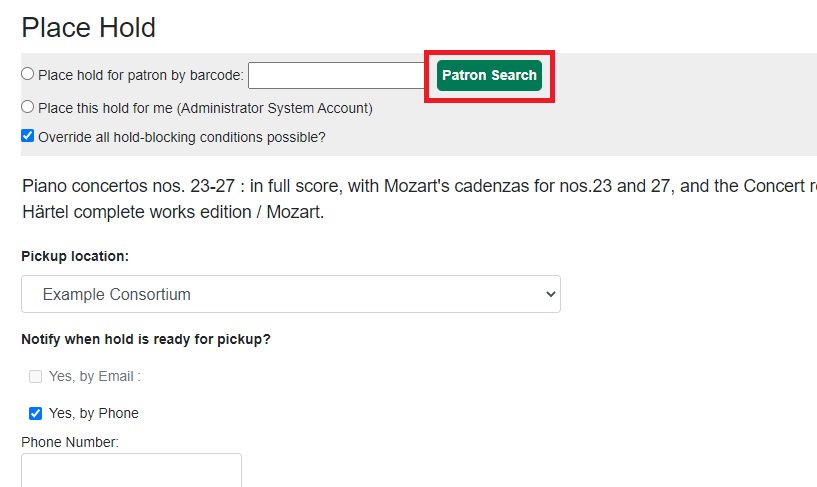 Place Hold
Place hold for patron by barcode: Patron Search
Place this hold for me (Administrator System Account)
Override all hold-blocking conditions possible?
Piano concertos nos. 23-27 : in full score, with Mozart's cadenzas for nos.23 and 27, and the Concert
Härtel complete works edition / Mozart.
Pickup location:
Example Consortium
Notify when hold is ready for pickup?
Yes, by Email :
Yes, by Phone
Phone Number: